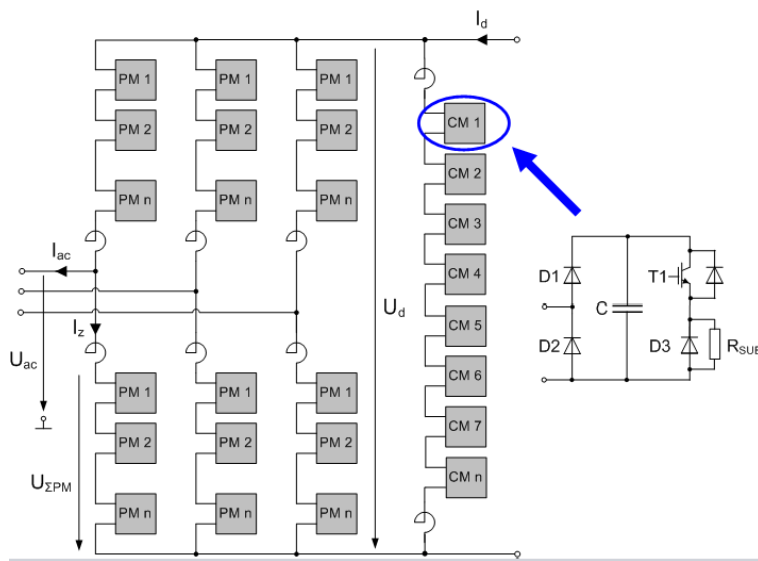 I_d
PM 1 PM 1 PM 1
CM 1
PM 2 PM 2 PM 2
CM 2
PM n PM n PM n
CM 3
I_ac
CM 4
D1 C T1
U_d
I_z
CM 5
U_ac
D2 D3 R_SUB
CM 6
PM 1 PM 1 PM 1
CM 7
PM 2 PM 2 PM 2
U_ΣPM
CM n
PM n PM n PM n